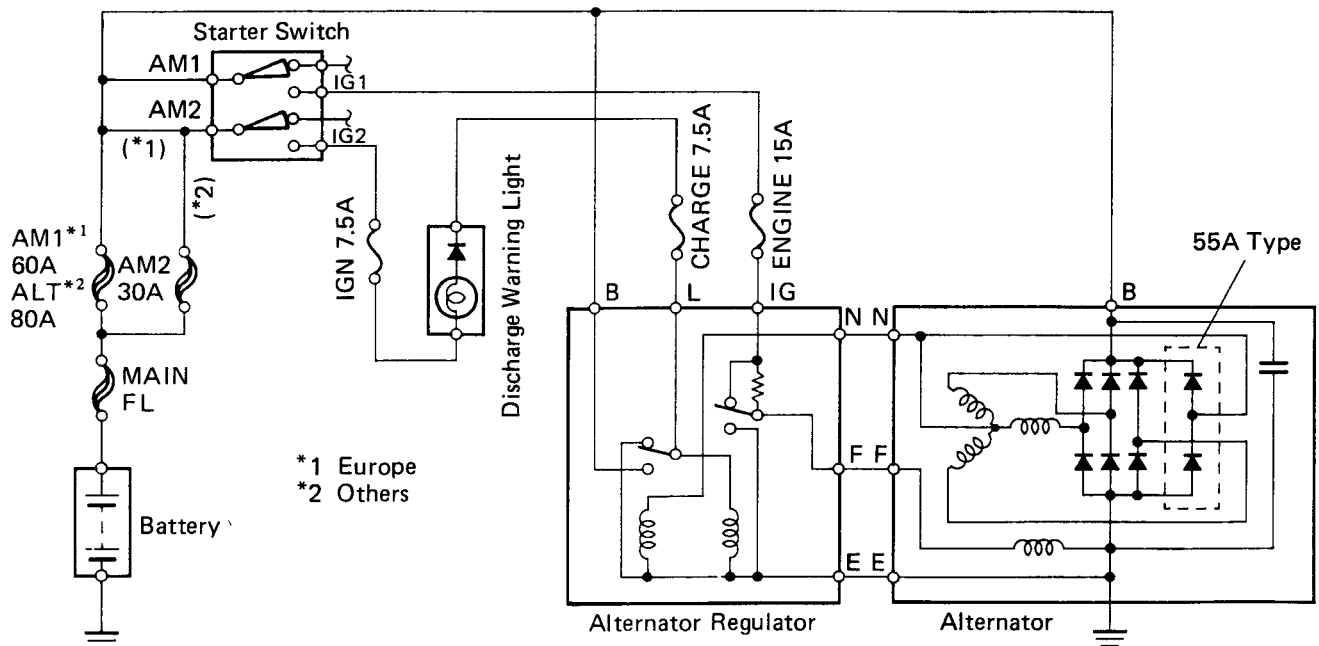 Starter Switch
AM1
IG1
AM2
(*1)
IG2
(*2)
AM1*1
60A
ALT*2
80A
AM2
30A
IGN 7.5A
Discharge Warning Light
CHARGE 7.5A
ENGINE 15A
55A Type
B
L
IG
B
N N
MAIN
FL
F F
*1 Europe
*2 Others
Battery
E E
Alternator Regulator
Alternator